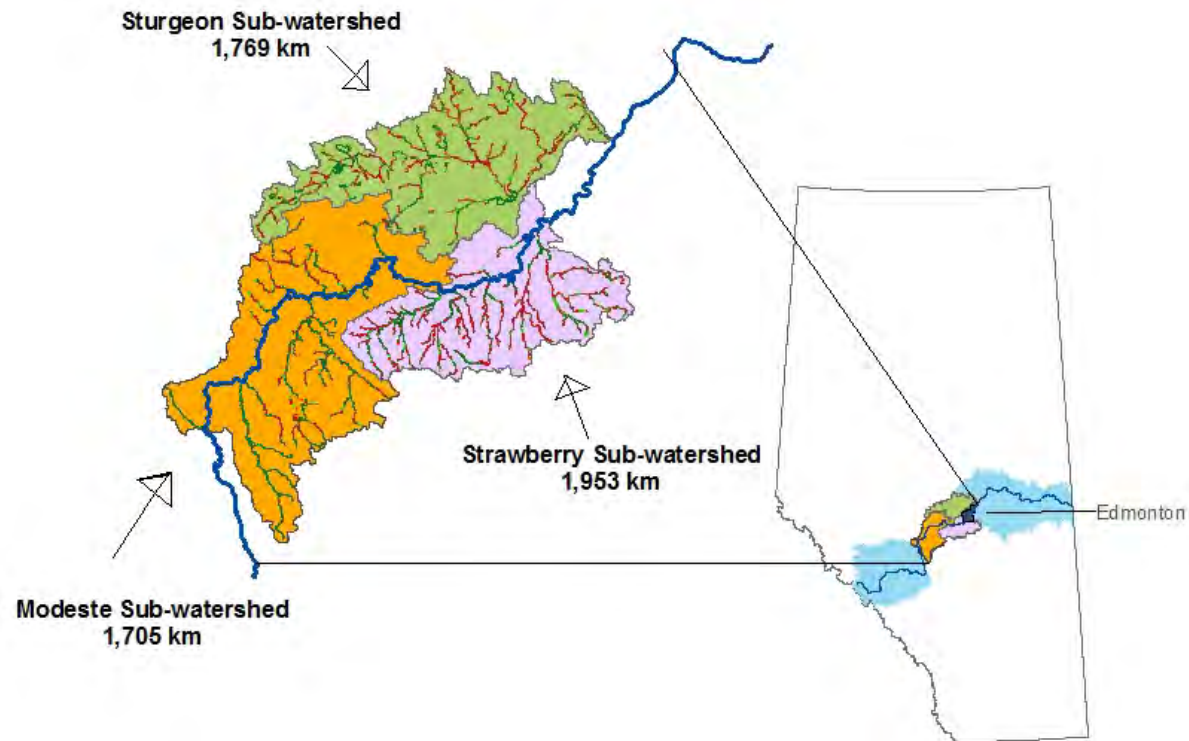 Sturgeon Sub-watershed
1,769 km
Strawberry Sub-watershed
1,953 km
Edmonton
Modeste Sub-watershed
1,705 km